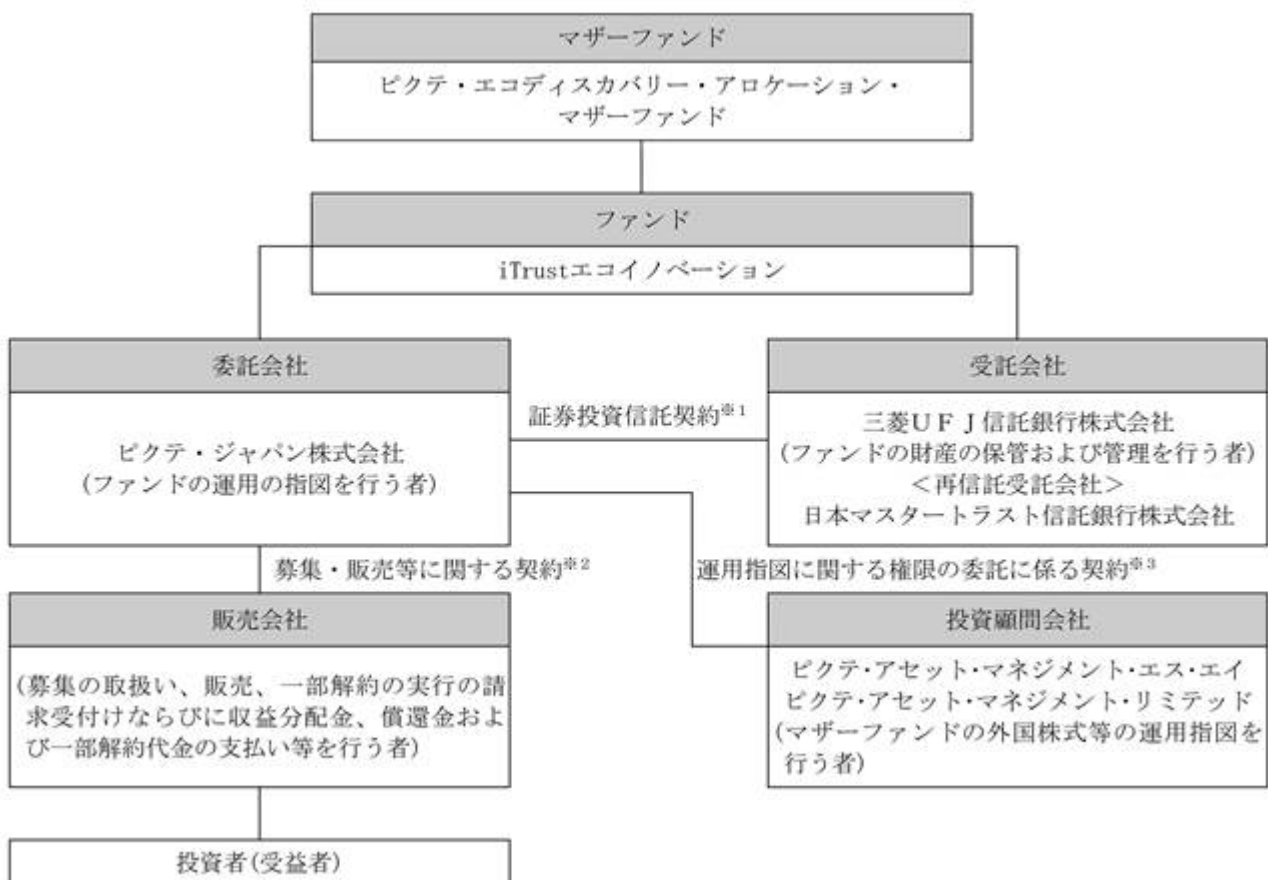 マザーファンド
ピクテ・エコディスカバリー・アロケーション・
マザーファンド
ファンド
iTrustエコイノベーション
委託会社
ピクテ・ジャパン株式会社
(ファンドの運用の指図を行う者)
証券投資信託契約※1
受託会社
三菱UFJ信託銀行株式会社
(ファンドの財産の保管および管理を行う者)
＜再信託受託会社＞
日本マスタートラスト信託銀行株式会社
募集・販売等に関する契約※2
運用指図に関する権限の委託に係る契約※3
販売会社
(募集の取扱い、販売、一部解約の実行の請
求受付けならびに収益分配金、償還金およ
び一部解約代金の支払い等を行う者)
投資顧問会社
ピクテ・アセット・マネジメント・エス・エイ
ピクテ・アセット・マネジメント・リミテッド
(マザーファンドの外国株式等の運用指図を
行う者)
投資者(受益者)